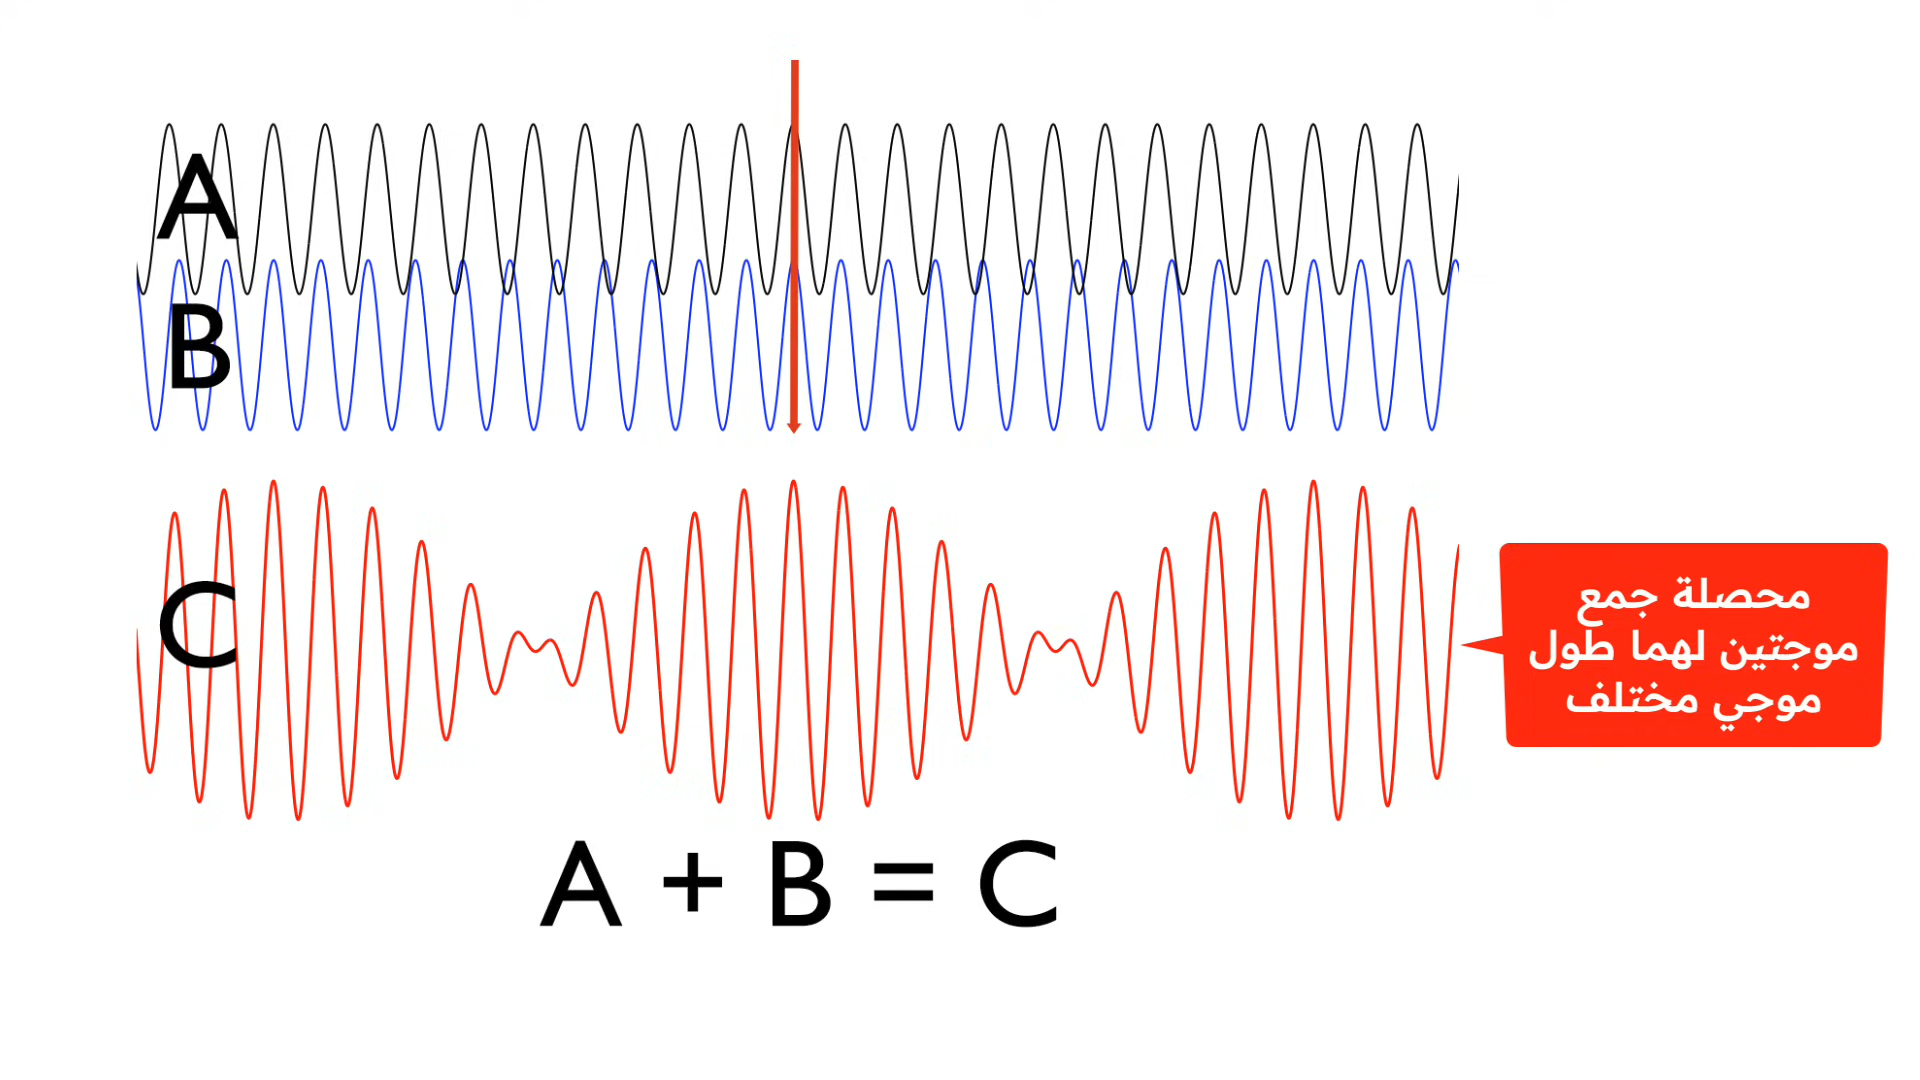 A
B
C
محصلة جمع
موجتين لهما طول
موجي مختلف
A + B = C